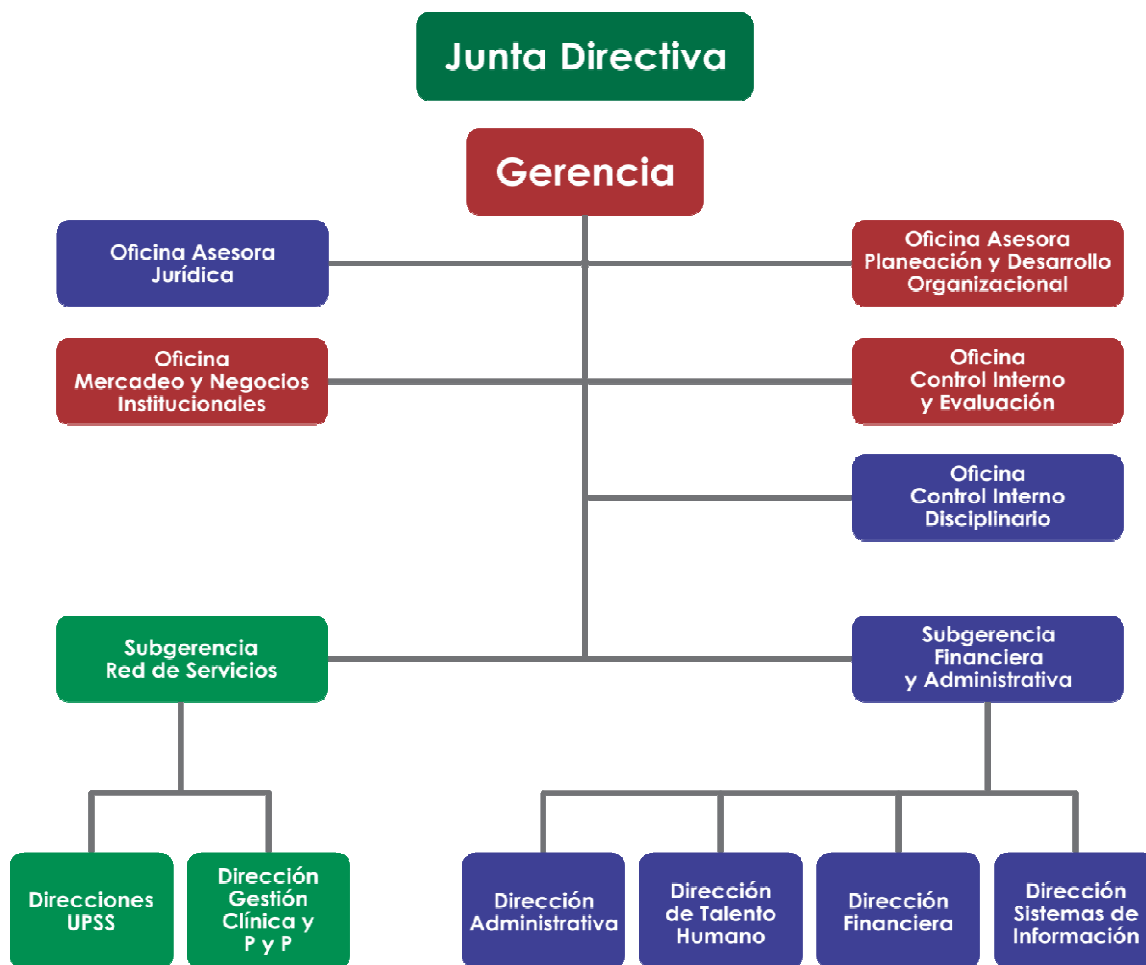 Junta Directiva
Gerencia
Oficina Asesora
Jurídica
Oficina Asesora
Planeación y Desarrollo
Organizacional
Oficina
Mercadeo y Negocios
Institucionales
Oficina
Control Interno
y Evaluación
Oficina
Control Interno
Disciplinario
Subgerencia
Red de Servicios
Subgerencia
Financiera
y Administrativa
Direcciones
UPSS
Dirección
Gestión
Clínica y
P y P
Dirección
Administrativa
Dirección
de Talento
Humano
Dirección
Financiera
Dirección
Sistemas de
Información